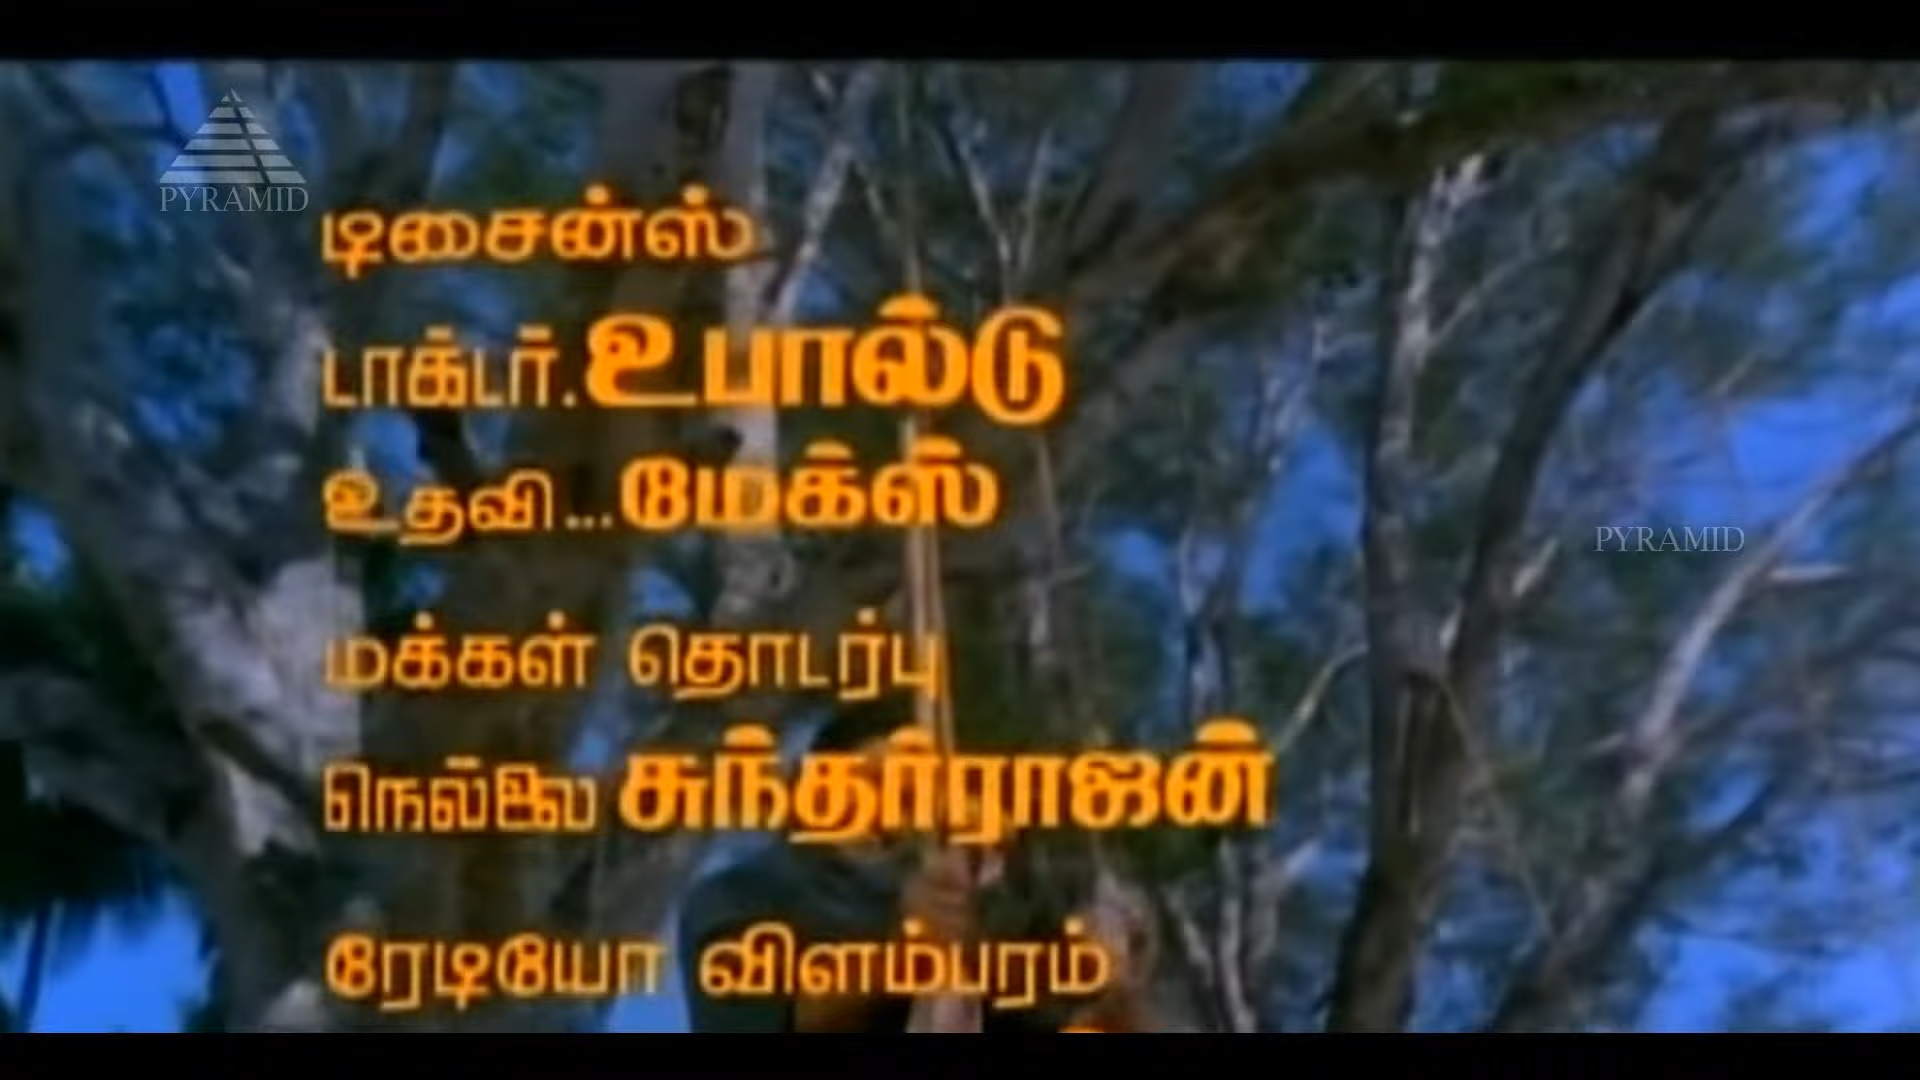 PYRAMID
டிசைன்ஸ்
டாக்டர். உபால்டு
உதவி... மேக்ஸ்
PYRAMID
மக்கள் தொடர்பு
நெல்லை சுந்தர்ராஜன்
ரேடியோ விளம்பரம்